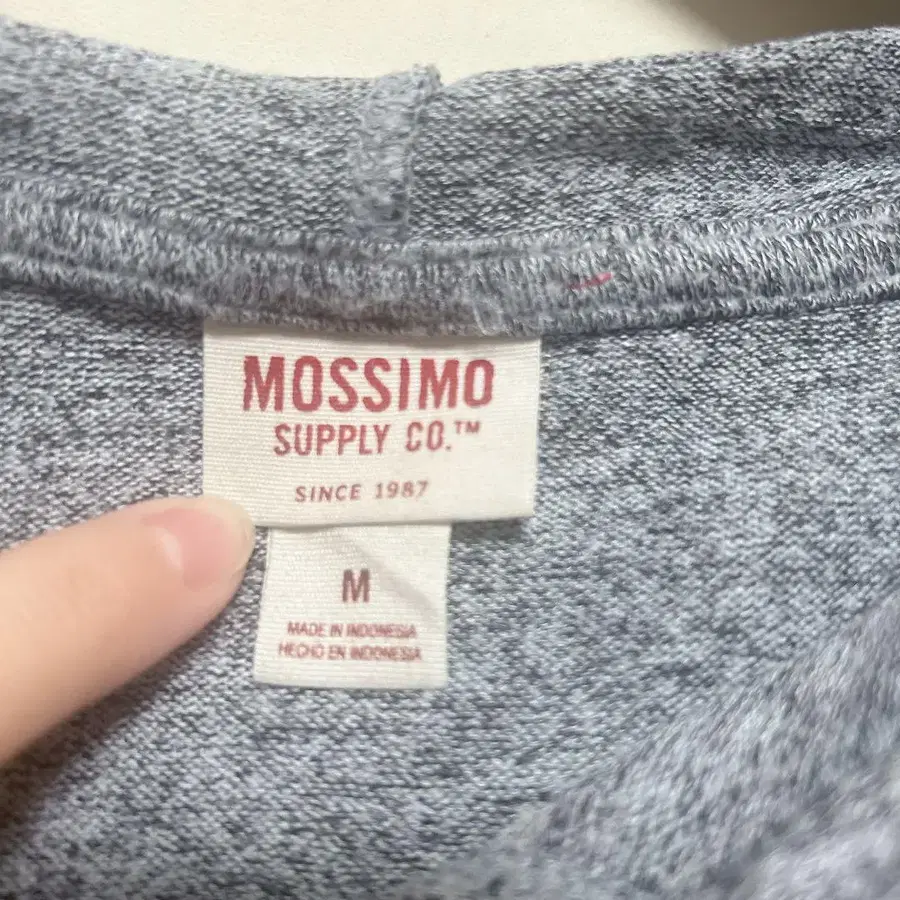 MOSSIMO
SUPPLY CO.™
SINCE 1987
M
MADE IN INDONESIA
HECHO EN INDONESIA